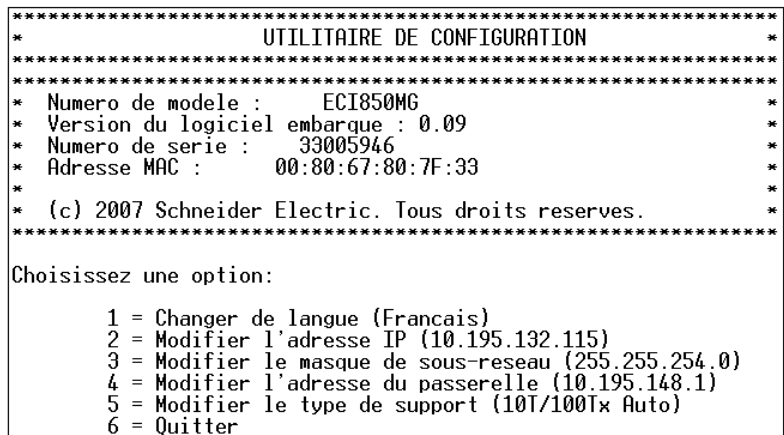 ****************************************************************
* UTILITAIRE DE CONFIGURATION *
****************************************************************
****************************************************************
* Numero de modele : ECI850MG *
* Version du logiciel embarque : 0.09 *
* Numero de serie : 33005946 *
* Adresse MAC : 00:80:67:80:7F:33 *
* *
* (c) 2007 Schneider Electric. Tous droits reserves. *
****************************************************************
Choisissez une option:
1 = Changer de langue (Francais)
2 = Modifier l'adresse IP (10.195.132.115)
3 = Modifier le masque de sous-reseau (255.255.254.0)
4 = Modifier l'adresse du passerelle (10.195.148.1)
5 = Modifier le type de support (10T/100Tx Auto)
6 = Quitter